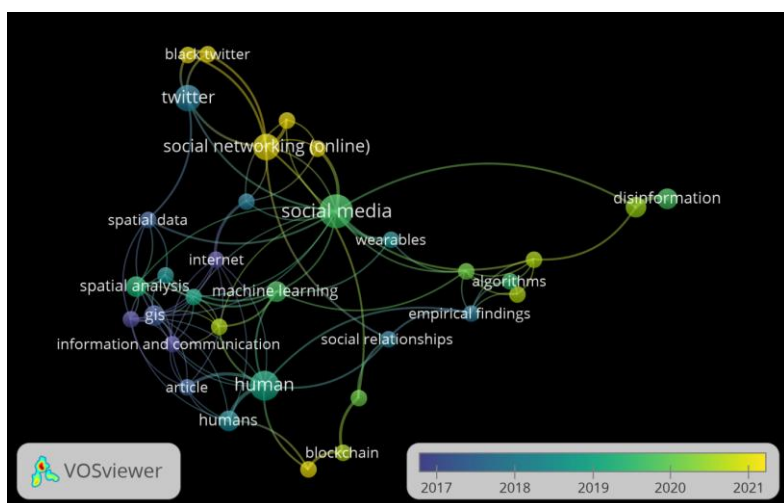 black twitter
twitter
social networking (online)
social media
disinformation
spatial data
wearables
internet
spatial analysis
machine learning
algorithms
gis
empirical findings
information and communication
social relationships
article
human
humans
blockchain
VOSviewer
2017 2018 2019 2020 2021